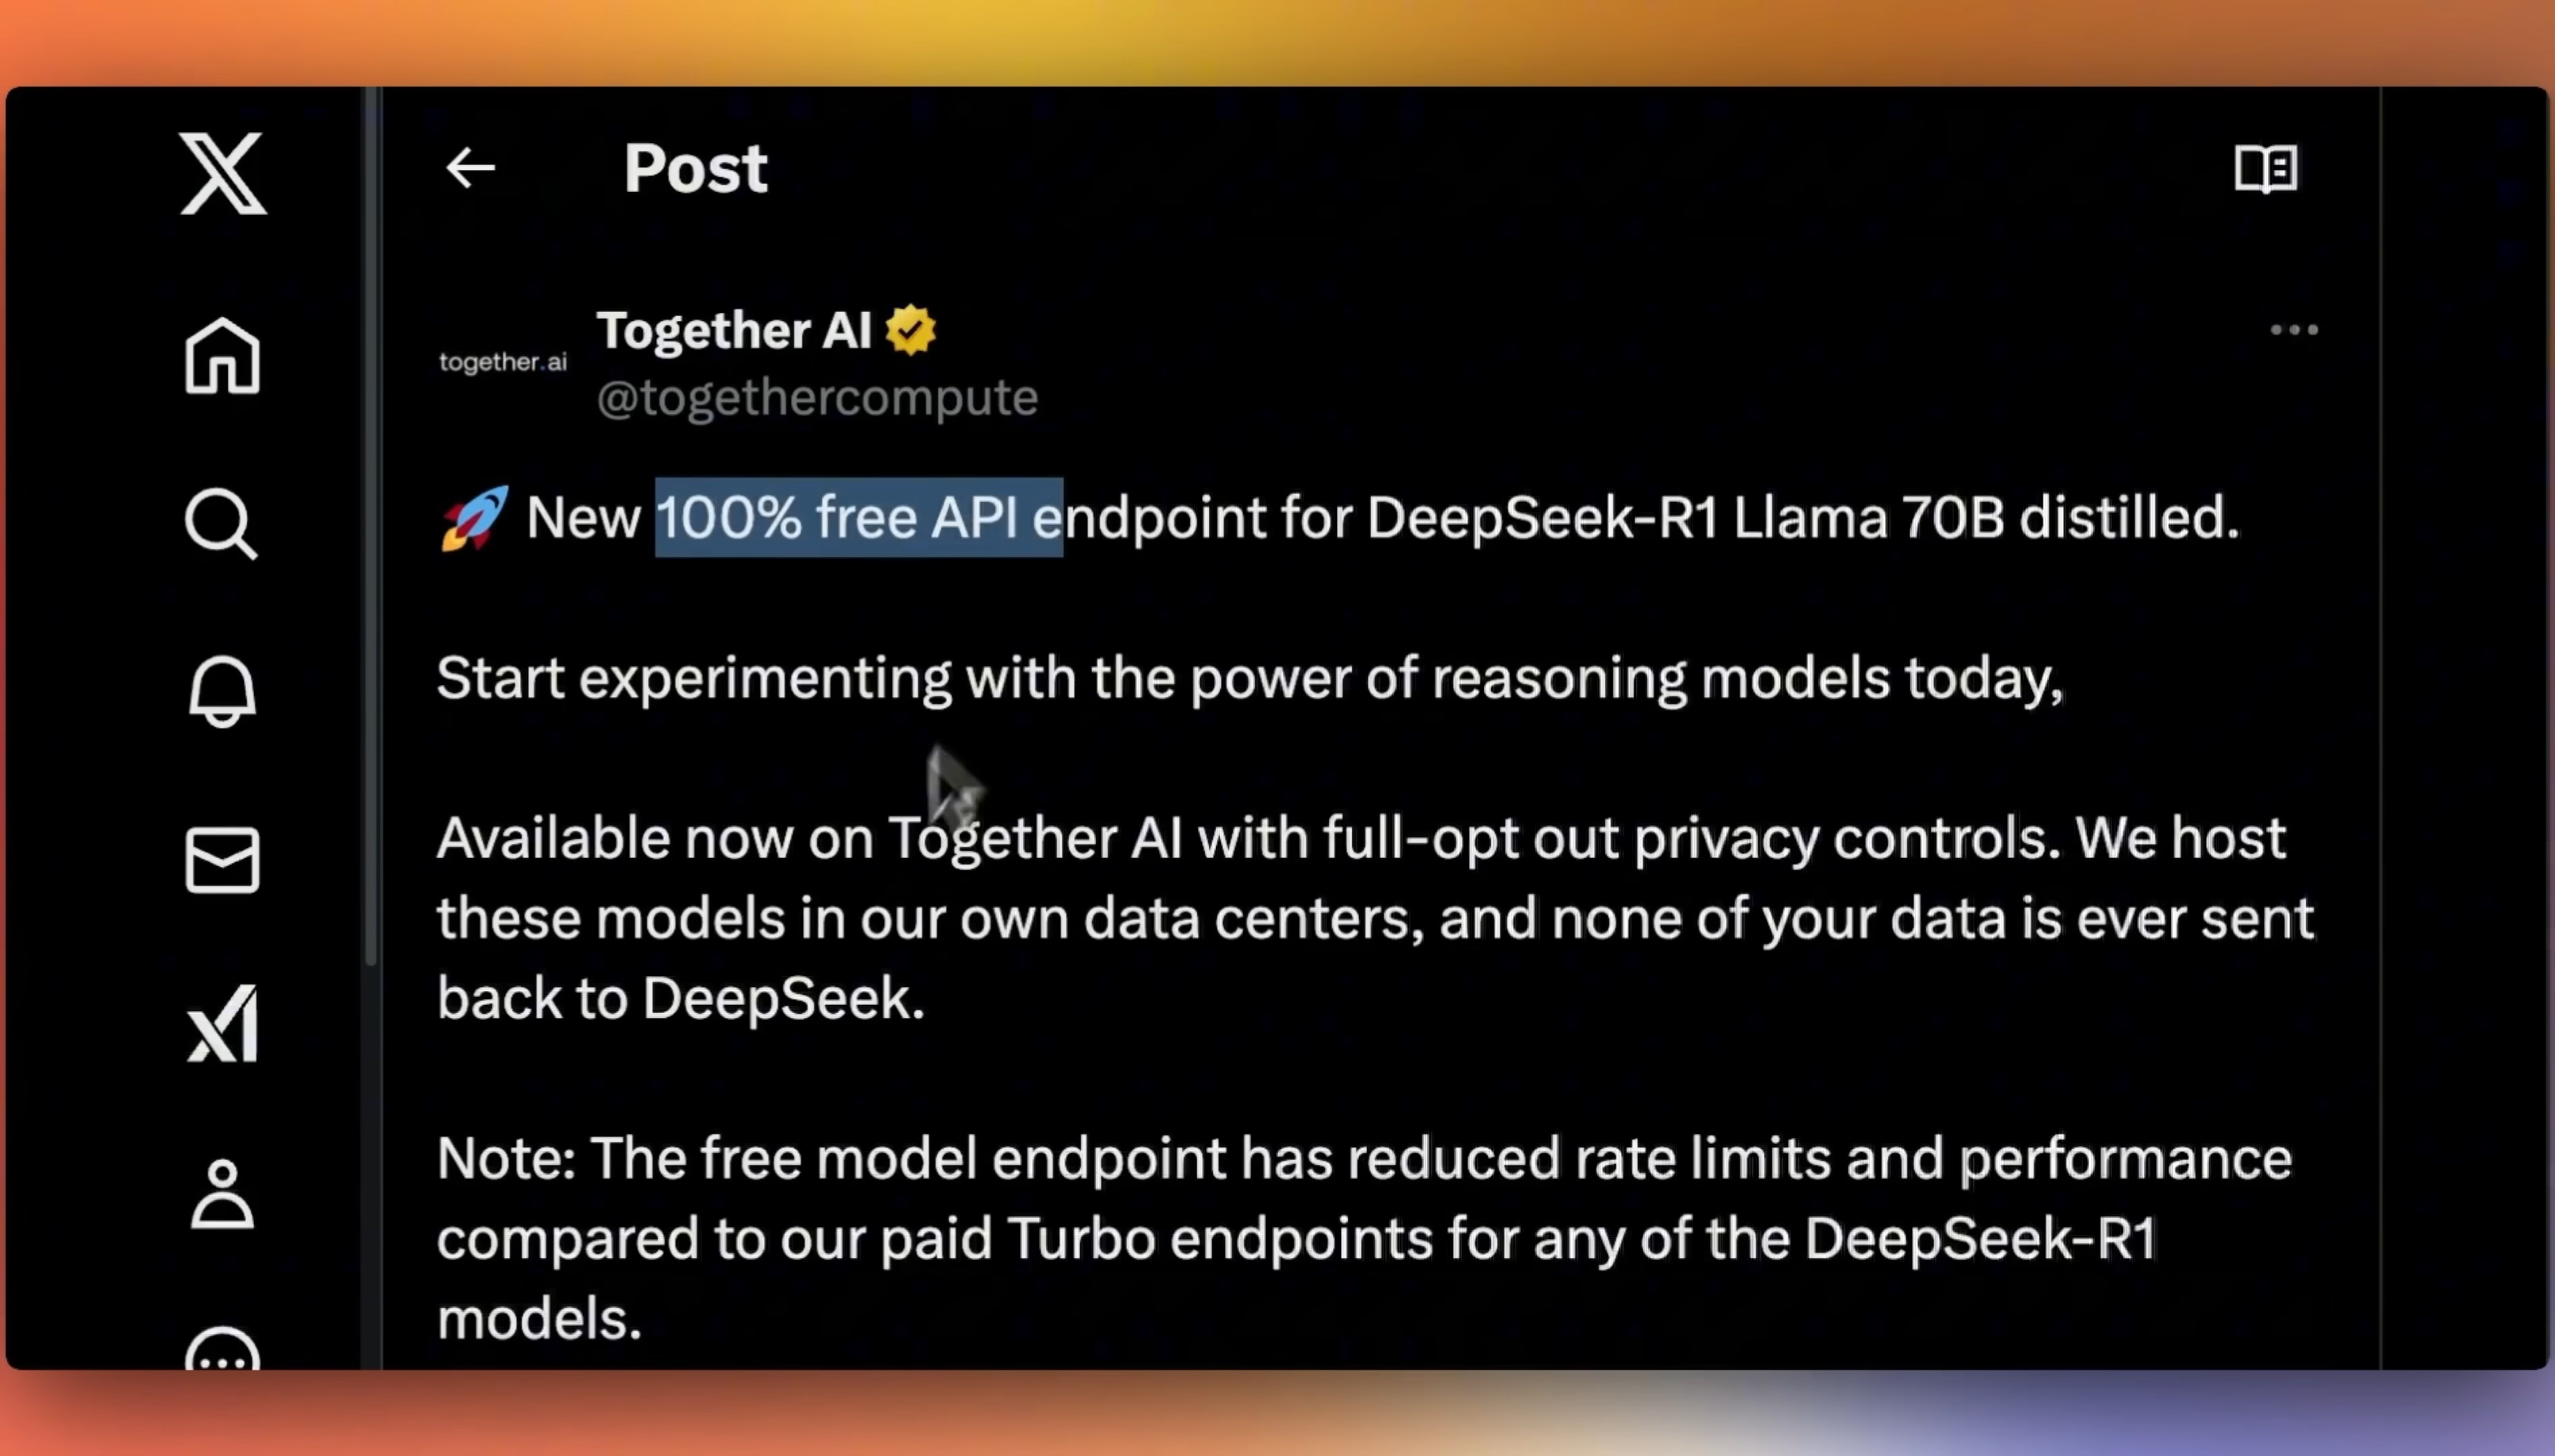 Post
together.ai
Together AI
@togethercompute
🚀 New 100% free API endpoint for DeepSeek-R1 Llama 70B distilled.
Start experimenting with the power of reasoning models today,
Available now on Together AI with full-opt out privacy controls. We host
these models in our own data centers, and none of your data is ever sent
back to DeepSeek.
Note: The free model endpoint has reduced rate limits and performance
compared to our paid Turbo endpoints for any of the DeepSeek-R1
models.